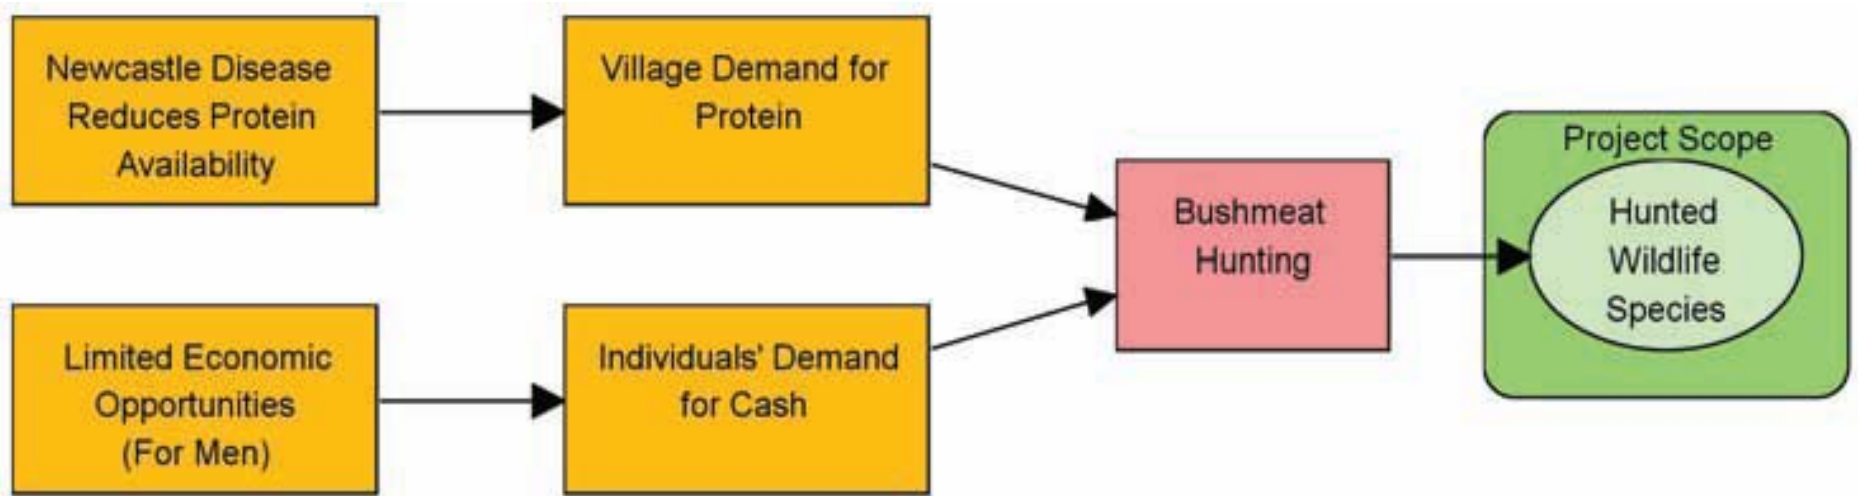 Newcastle Disease
Reduces Protein
Availability
Village Demand for
Protein
Limited Economic
Opportunities
(For Men)
Individuals' Demand
for Cash
Bushmeat
Hunting
Project Scope
Hunted
Wildlife
Species